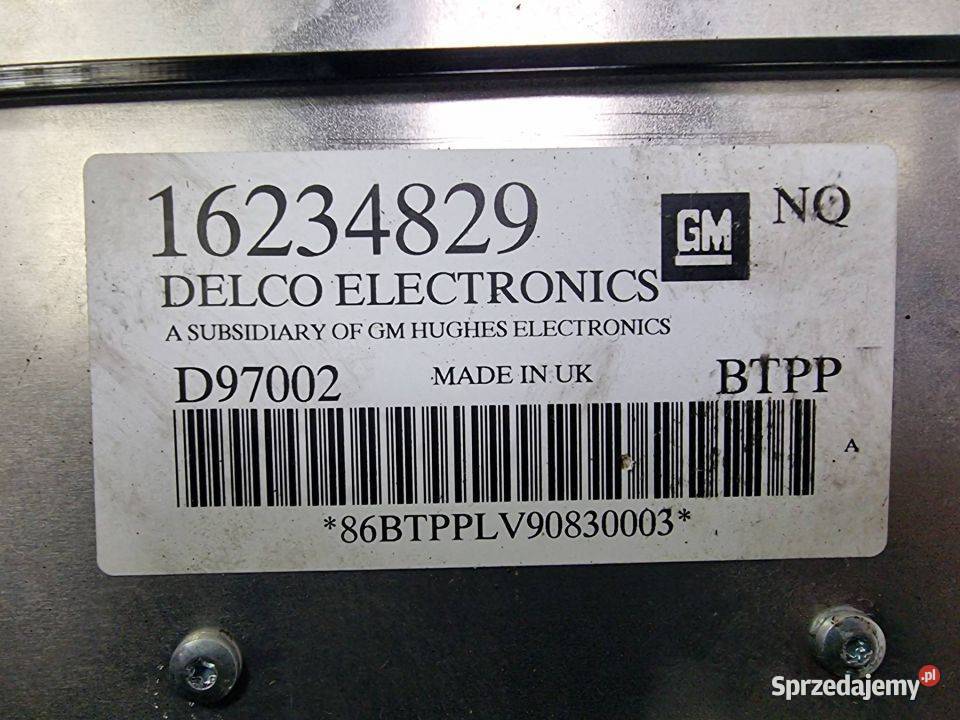 16234829
GM
NQ
DELCO ELECTRONICS
A SUBSIDIARY OF GM HUGHES ELECTRONICS
D97002
MADE IN UK
BTPP
A
*86BTPPLV90830003*
Sprzedajemy.pl